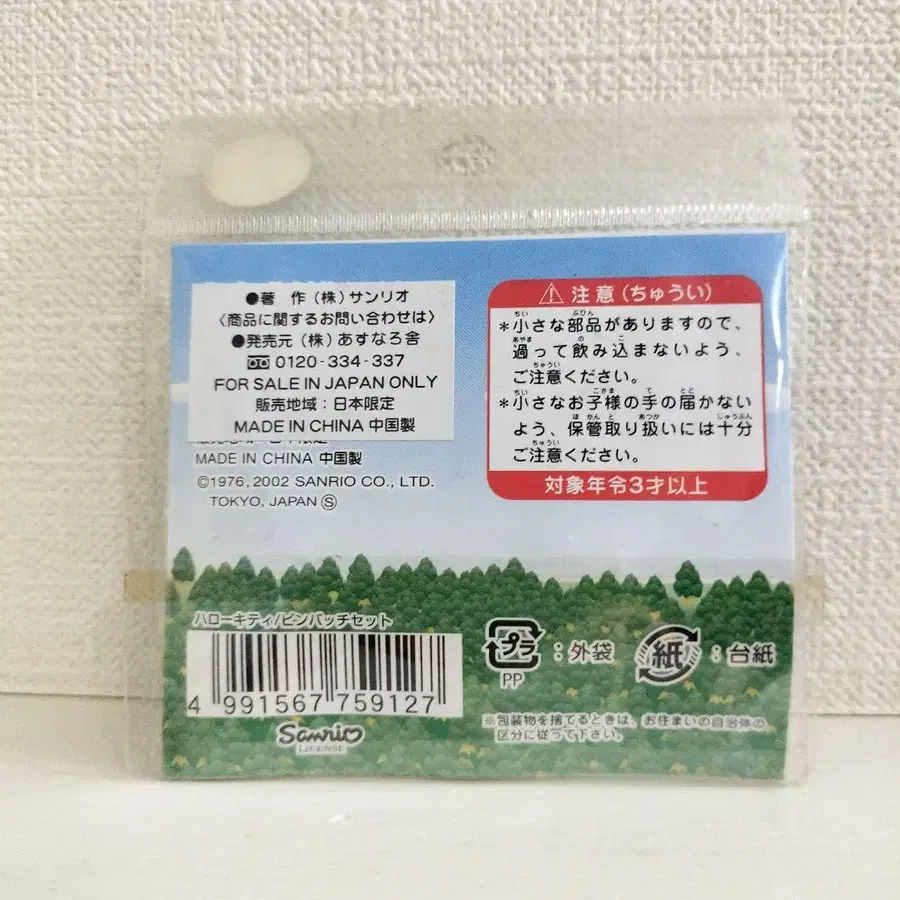 ●著 作(株)サンリオ
〈商品に関するお問い合わせは〉
●発売元(株)あすなろ舎
0120-334-337
FOR SALE IN JAPAN ONLY
販売地域:日本限定
MADE IN CHINA 中国製
販売地域:日本限定
MADE IN CHINA 中国製
©1976, 2002 SANRIO CO., LTD.
TOKYO, JAPAN Ⓢ
⚠ 注意(ちゅうい)
*小さな部品がありますので、
過って飲み込まないよう、
ご注意ください。
*小さなお子様の手の届かない
よう、保管取り扱いには十分
ご注意ください。
対象年令3才以上
ハローキティ/ピンバッチセット
4 991567 759127
Sanrio
LICENSE
プラ :外袋
PP
紙 :台紙
※包装物を捨てるときは、お住まいの自治体の
区分に従って下さい。